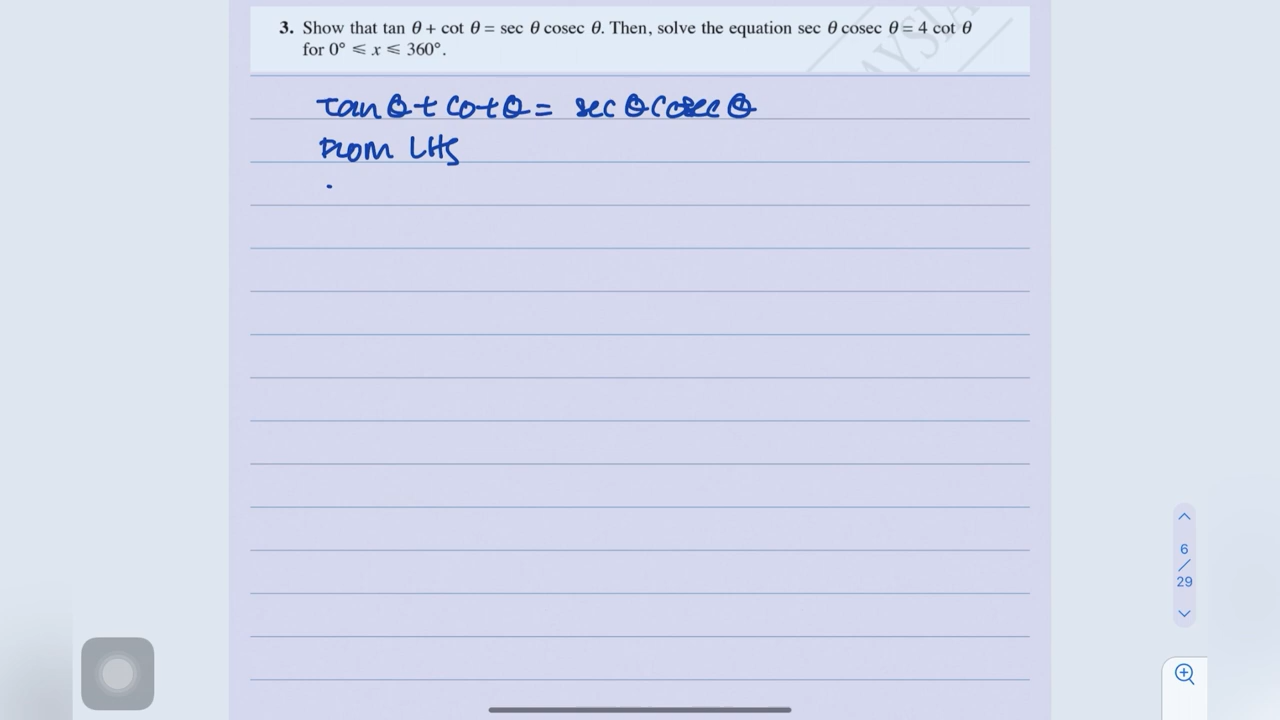 3. Show that tan θ + cot θ = sec θ cosec θ. Then, solve the equation sec θ cosec θ = 4 cot θ
for 0° ⩽ x ⩽ 360°.
tan θ + cot θ = sec θ cosec θ
From LHS
6
/
29